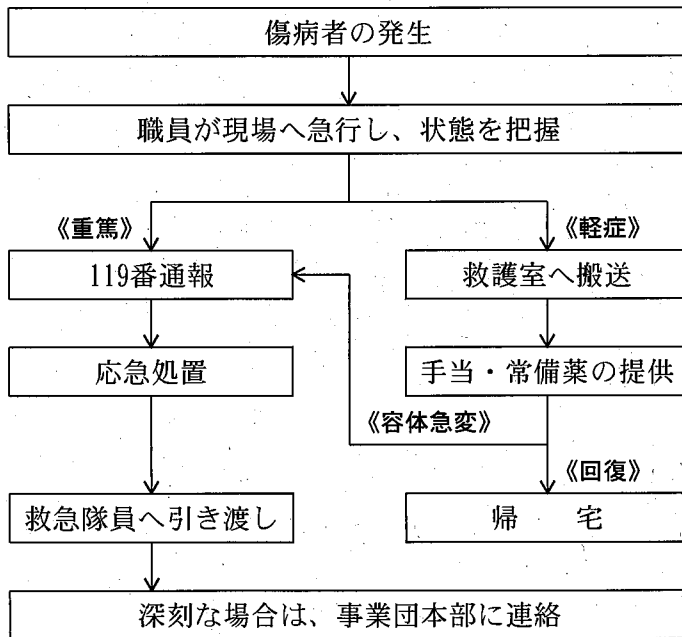 傷病者の発生
職員が現場へ急行し、状態を把握
《重篤》
《軽症》
119番通報
救護室へ搬送
応急処置
手当・常備薬の提供
《容体急変》
《回復》
救急隊員へ引き渡し
帰　宅
深刻な場合は、事業団本部に連絡